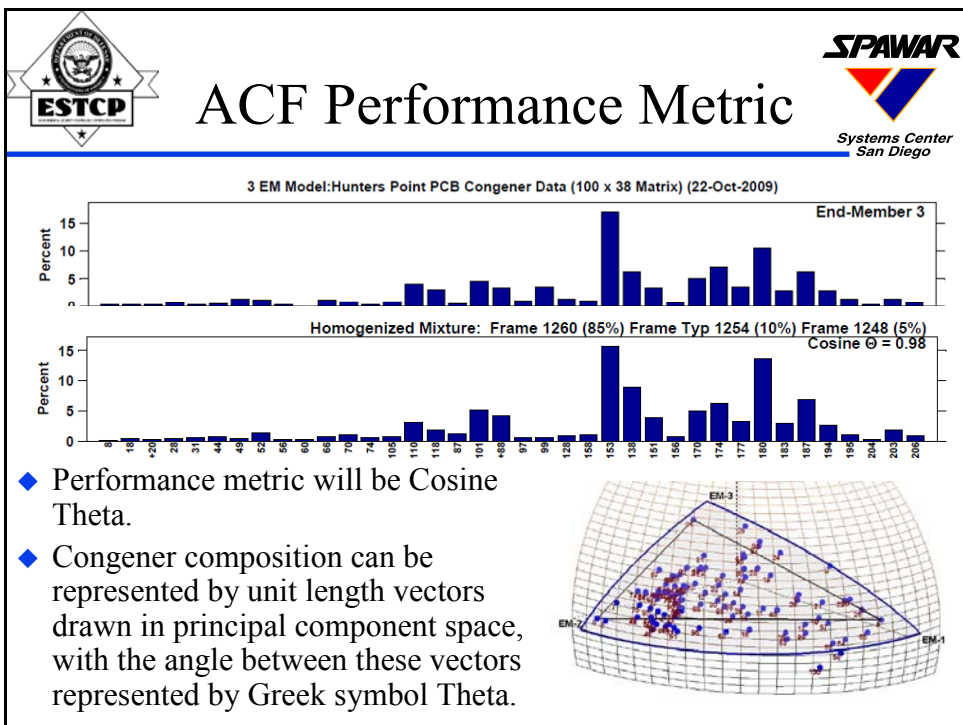 DEPARTMENT OF DEFENSE
ESTCP
ACF Performance Metric
SPAWAR
Systems Center
San Diego
3 EM Model:Hunters Point PCB Congener Data (100 x 38 Matrix) (22-Oct-2009)
End-Member 3
Percent
15
10
5
0
Homogenized Mixture: Frame 1260 (85%) Frame Typ 1254 (10%) Frame 1248 (5%)
Cosine Θ = 0.98
Percent
15
10
5
0
8 18 +20 28 31 44 49 52 56 60 66 70 74 105 110 118 87 101 +88 97 99 128 158 153 138 151 156 170 174 177 180 183 187 194 195 204 203 206
Performance metric will be Cosine
Theta.
Congener composition can be
represented by unit length vectors
drawn in principal component space,
with the angle between these vectors
represented by Greek symbol Theta.
EM-3
EM-2
EM-1